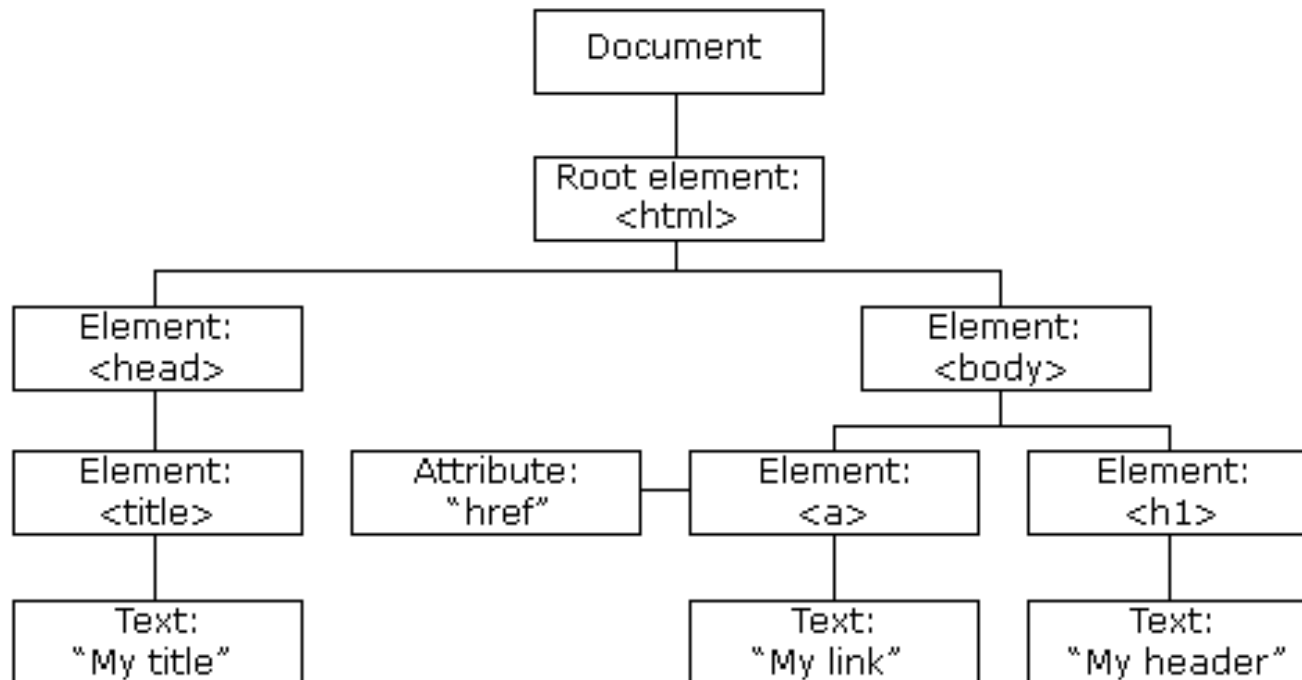 Document
Root element:
<html>
Element:
<head>
Element:
<body>
Element:
<title>
Attribute:
“href”
Element:
<a>
Element:
<h1>
Text:
“My title”
Text:
“My link”
Text:
“My header”